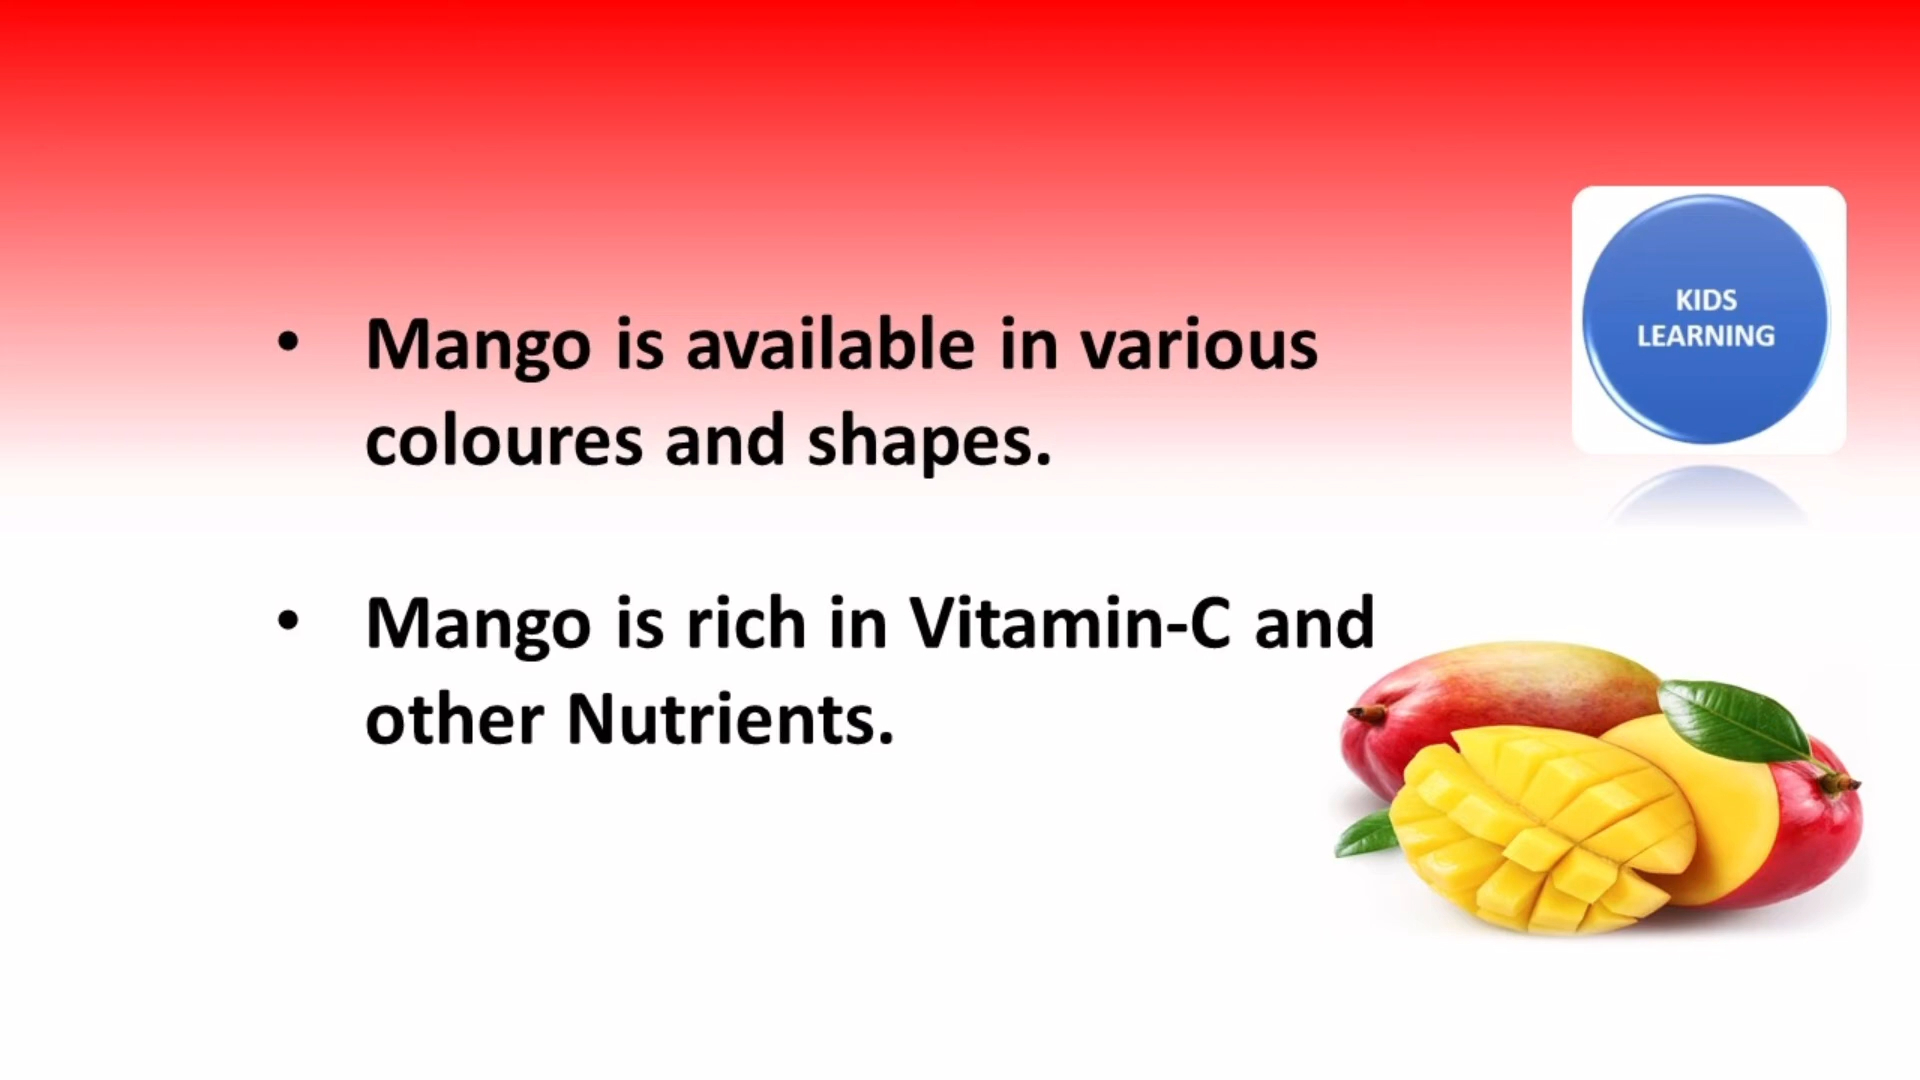 • Mango is available in various
coloures and shapes.
• Mango is rich in Vitamin-C and
other Nutrients.
KIDS
LEARNING